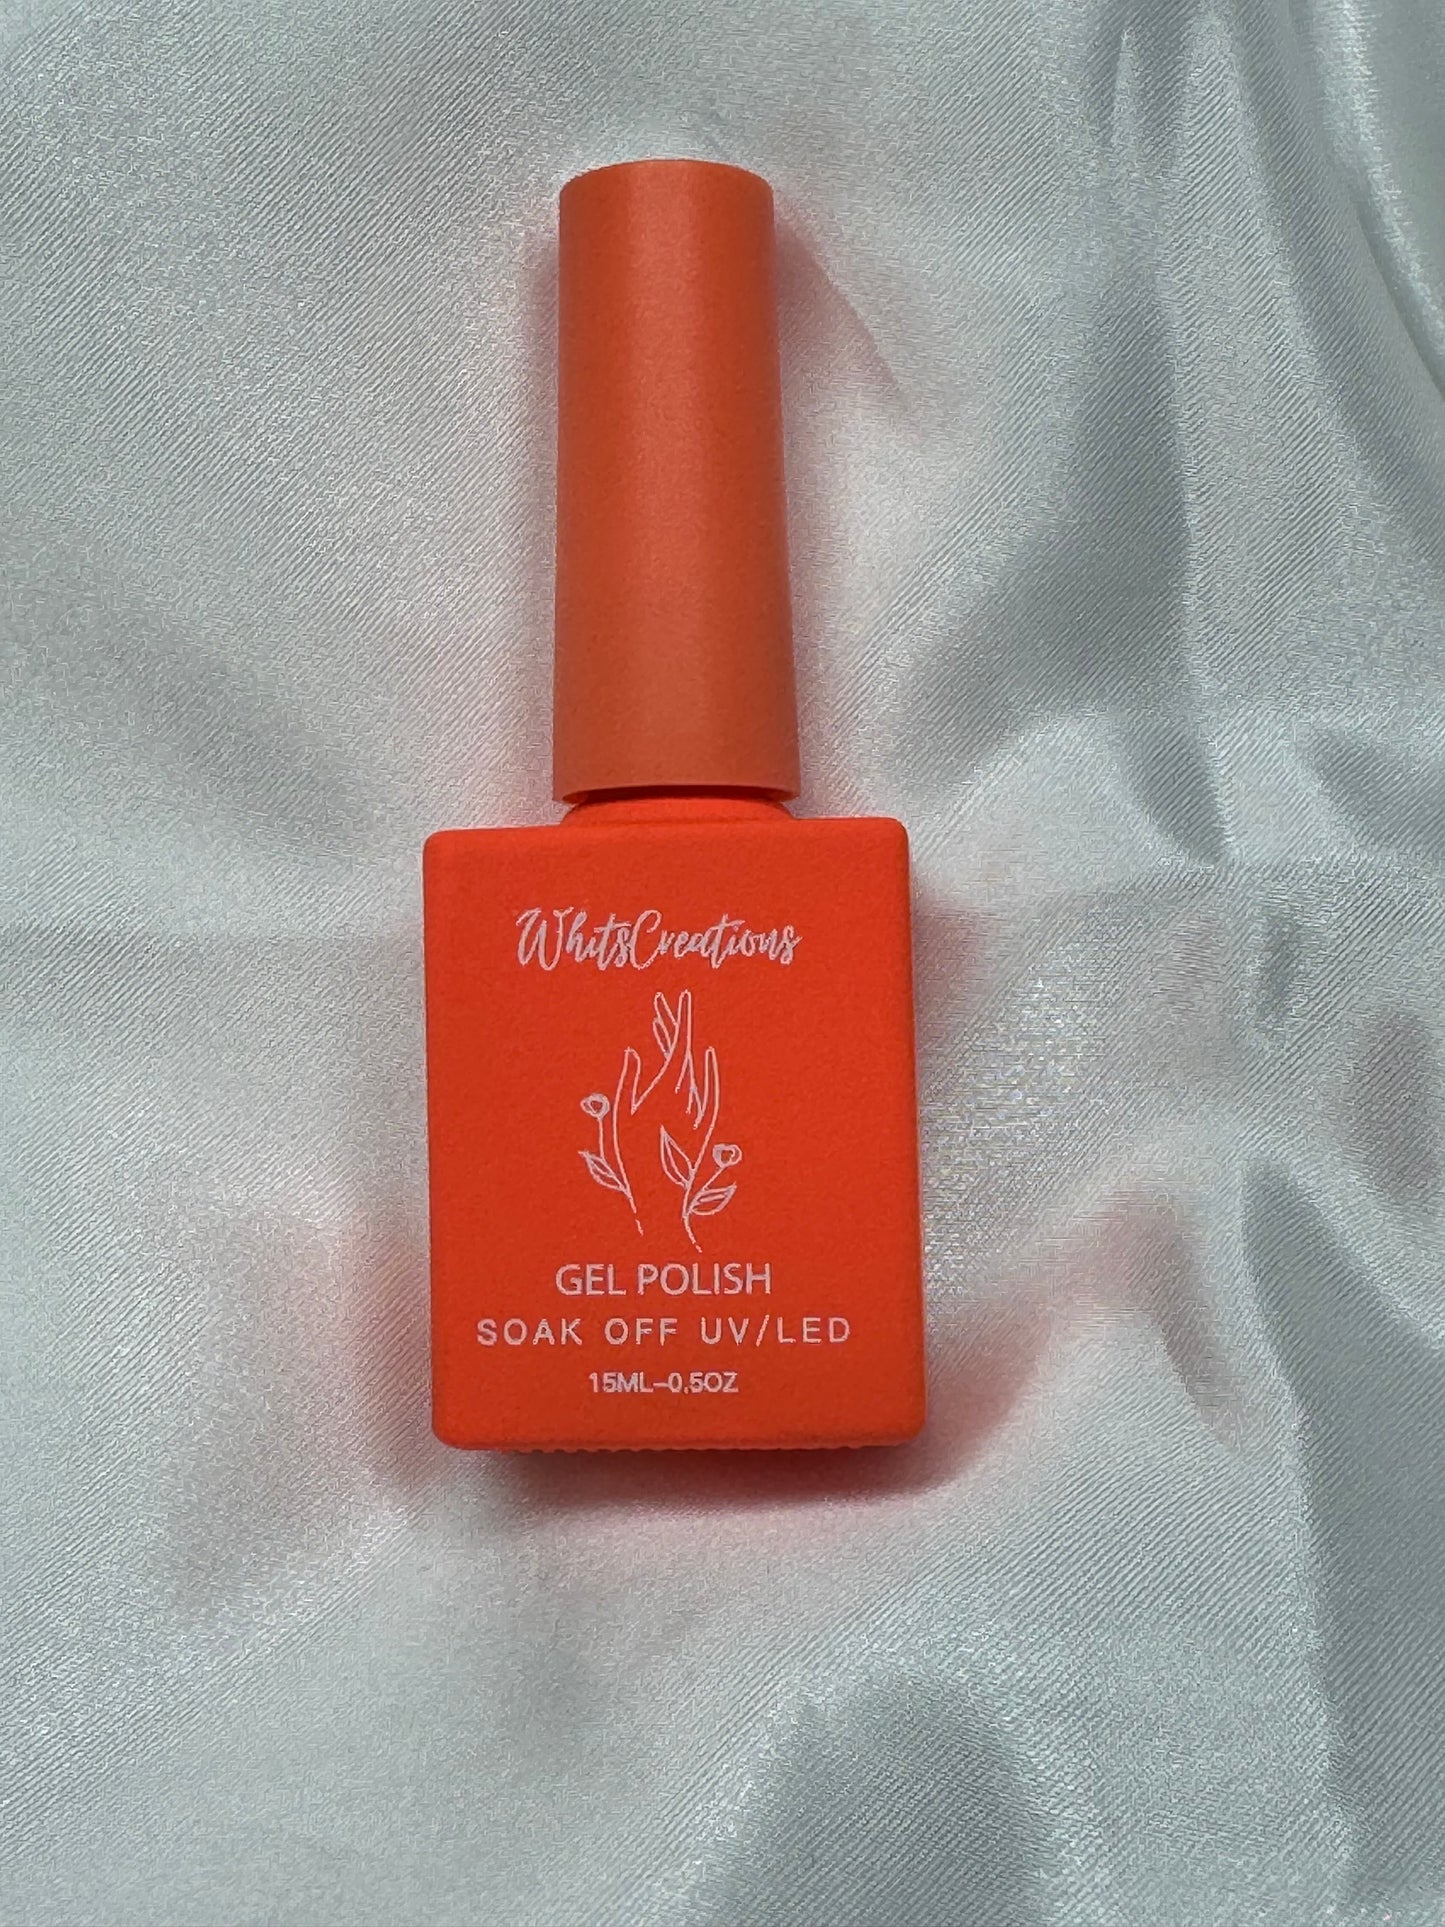 WhitsCreations
GEL POLISH
SOAK OFF UV/LED
15ML-0.5OZ